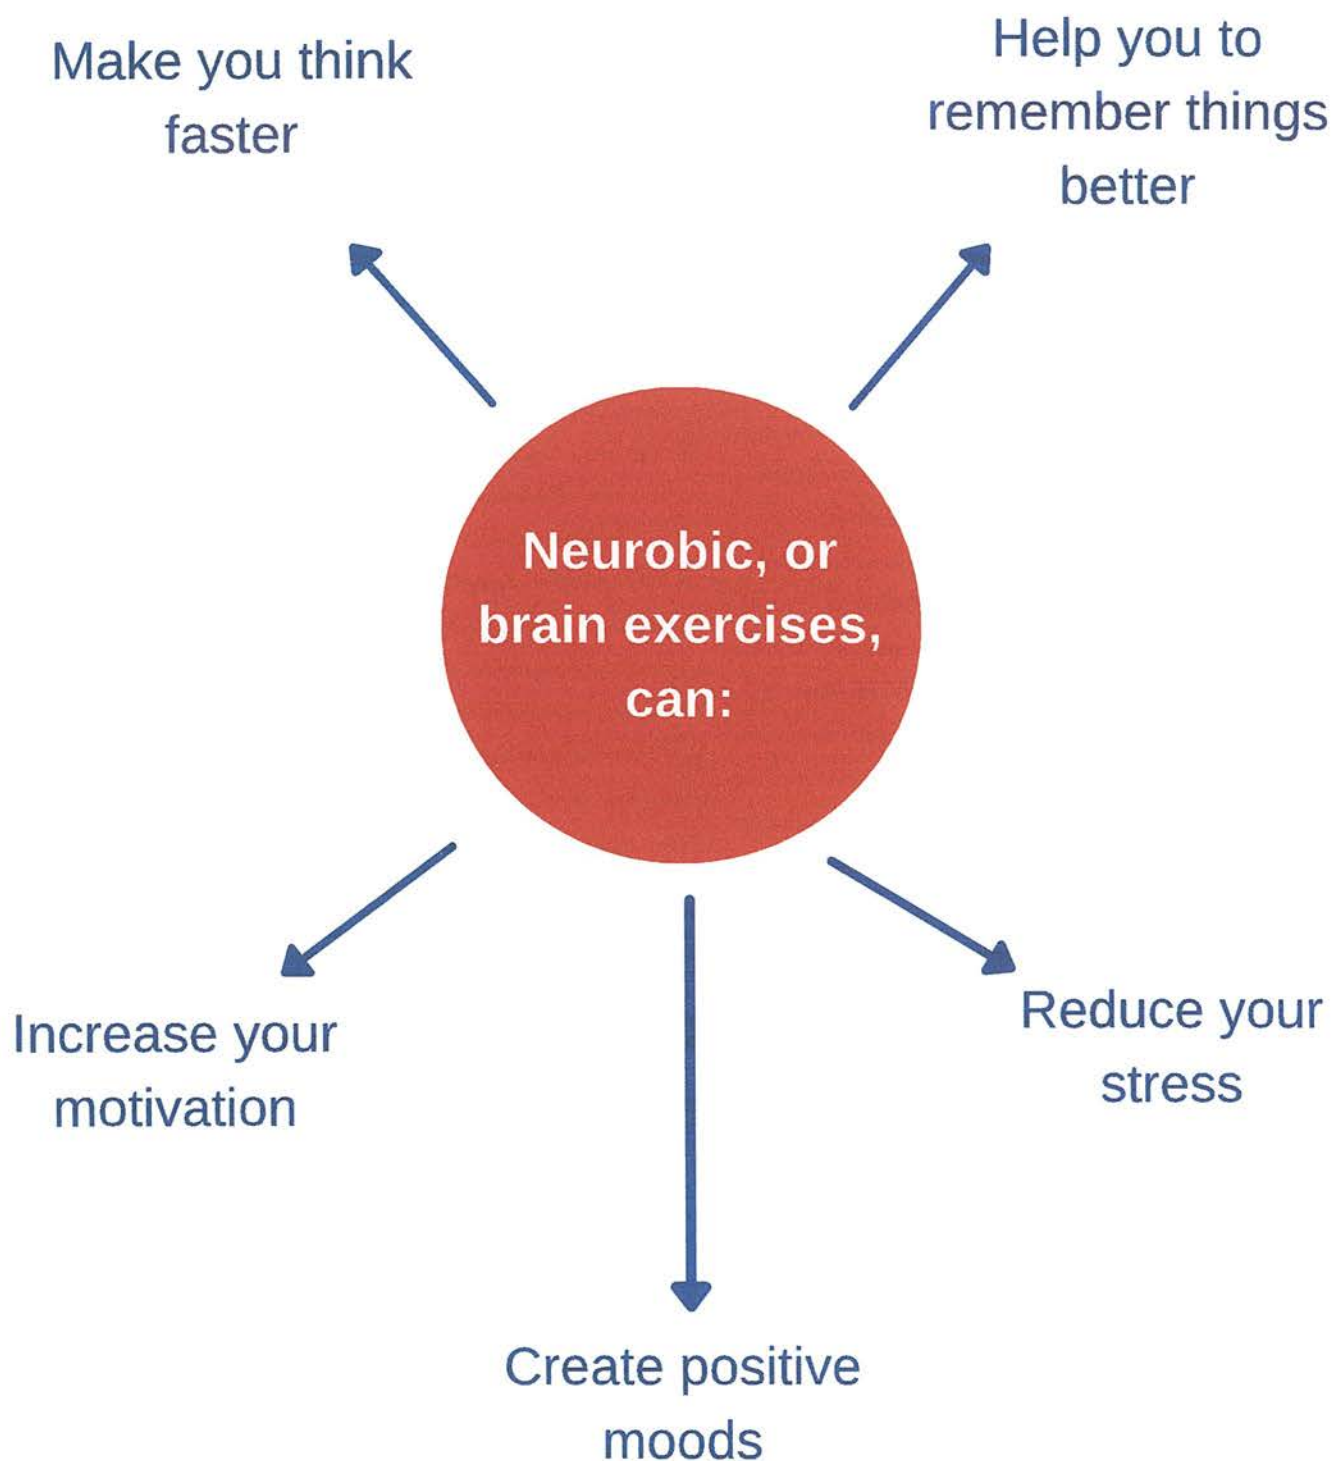 Make you think
faster
Help you to
remember things
better
Neurobic, or
brain exercises,
can:
Increase your
motivation
Reduce your
stress
Create positive
moods